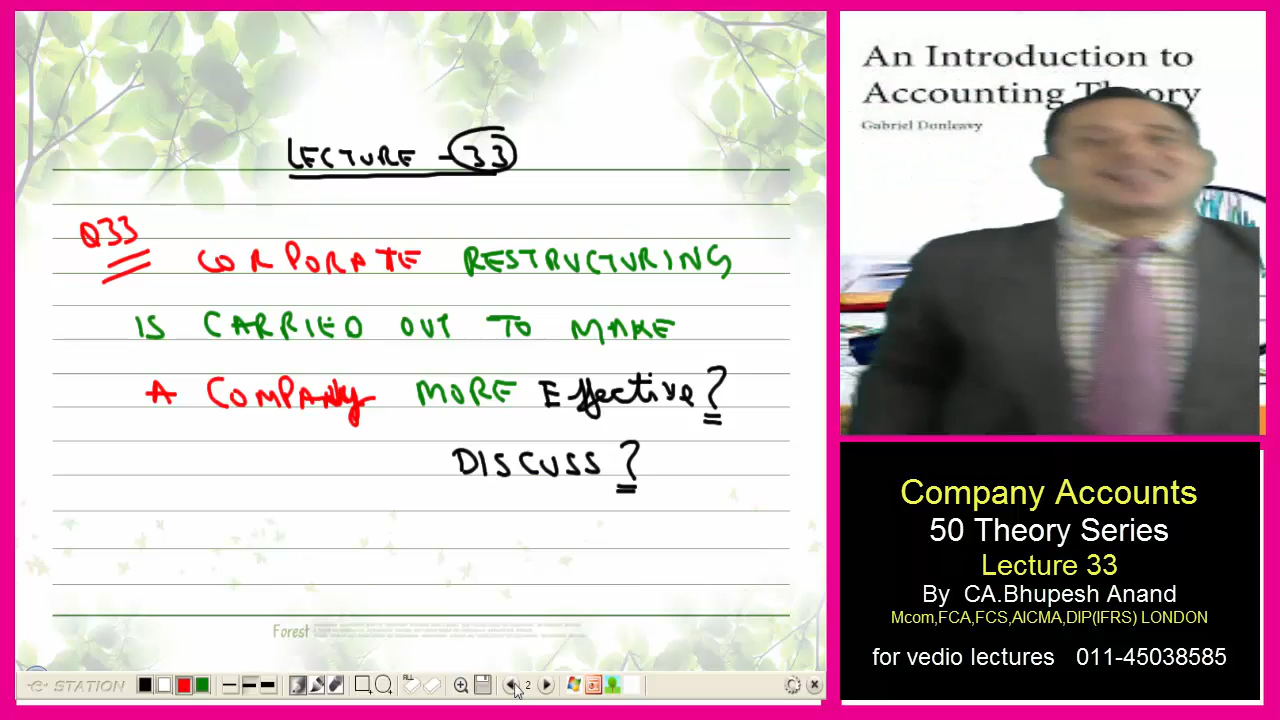 LECTURE - 33
Q33 CORPORATE RESTRUCTURING
IS CARRIED OUT TO MAKE
A COMPANY MORE Effective?
DISCUSS?
Forest
e-STATION
ALL
2
An Introduction to
Accounting Theory
Gabriel Donleavy
Company Accounts
50 Theory Series
Lecture 33
By CA.Bhupesh Anand
Mcom,FCA,FCS,AICMA,DIP(IFRS) LONDON
for vedio lectures 011-45038585